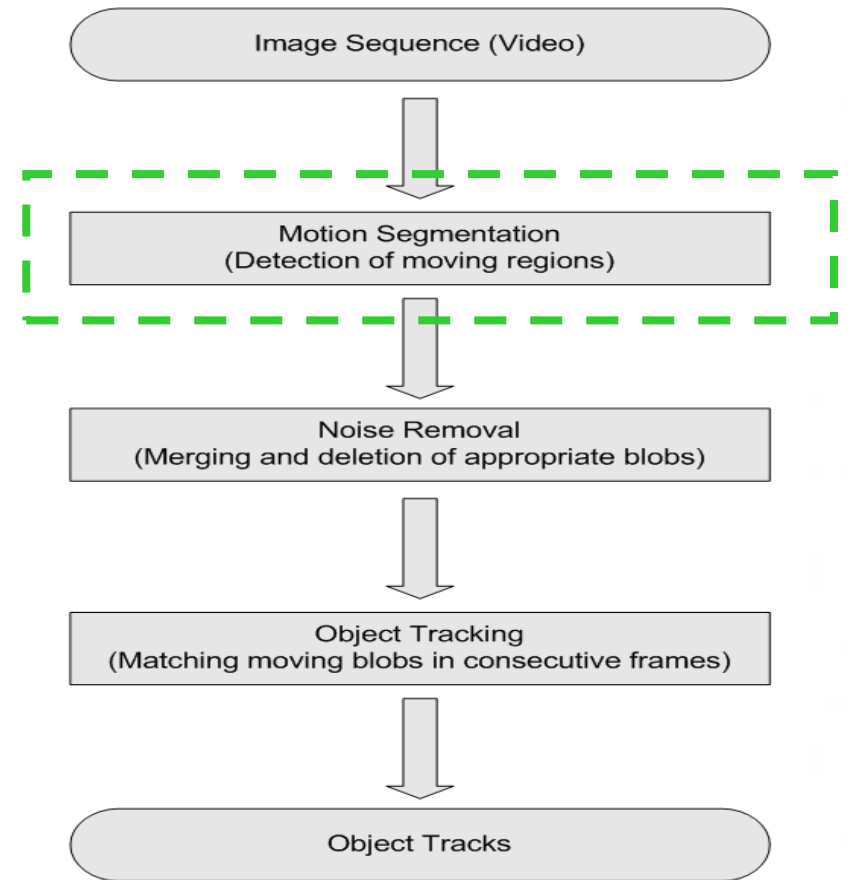 Image Sequence (Video)
Motion Segmentation
(Detection of moving regions)
Noise Removal
(Merging and deletion of appropriate blobs)
Object Tracking
(Matching moving blobs in consecutive frames)
Object Tracks